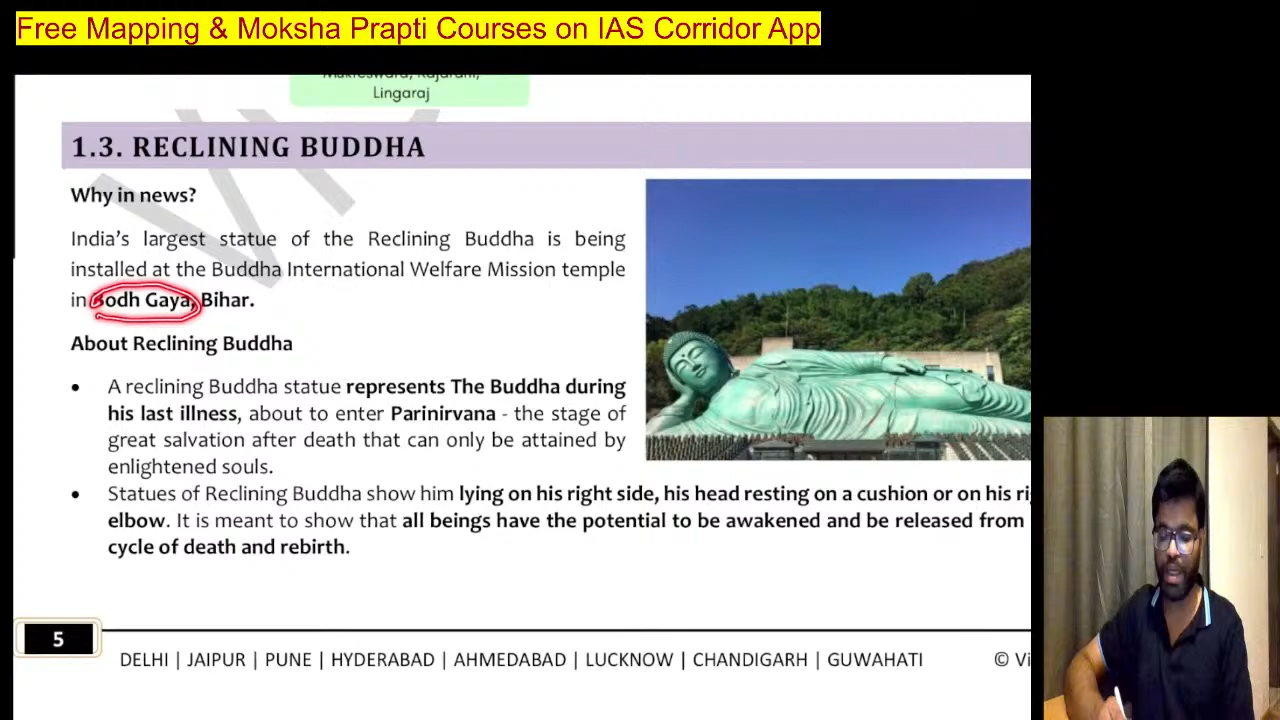 Free Mapping & Moksha Prapti Courses on IAS Corridor App
Lingaraj
1.3. RECLINING BUDDHA
Why in news?
India's largest statue of the Reclining Buddha is being
installed at the Buddha International Welfare Mission temple
in Bodh Gaya, Bihar.
About Reclining Buddha
• A reclining Buddha statue represents The Buddha during
his last illness, about to enter Parinirvana - the stage of
great salvation after death that can only be attained by
enlightened souls.
• Statues of Reclining Buddha show him lying on his right side, his head resting on a cushion or on his
elbow. It is meant to show that all beings have the potential to be awakened and be released from
cycle of death and rebirth.
5
DELHI | JAIPUR | PUNE | HYDERABAD | AHMEDABAD | LUCKNOW | CHANDIGARH | GUWAHATI
©